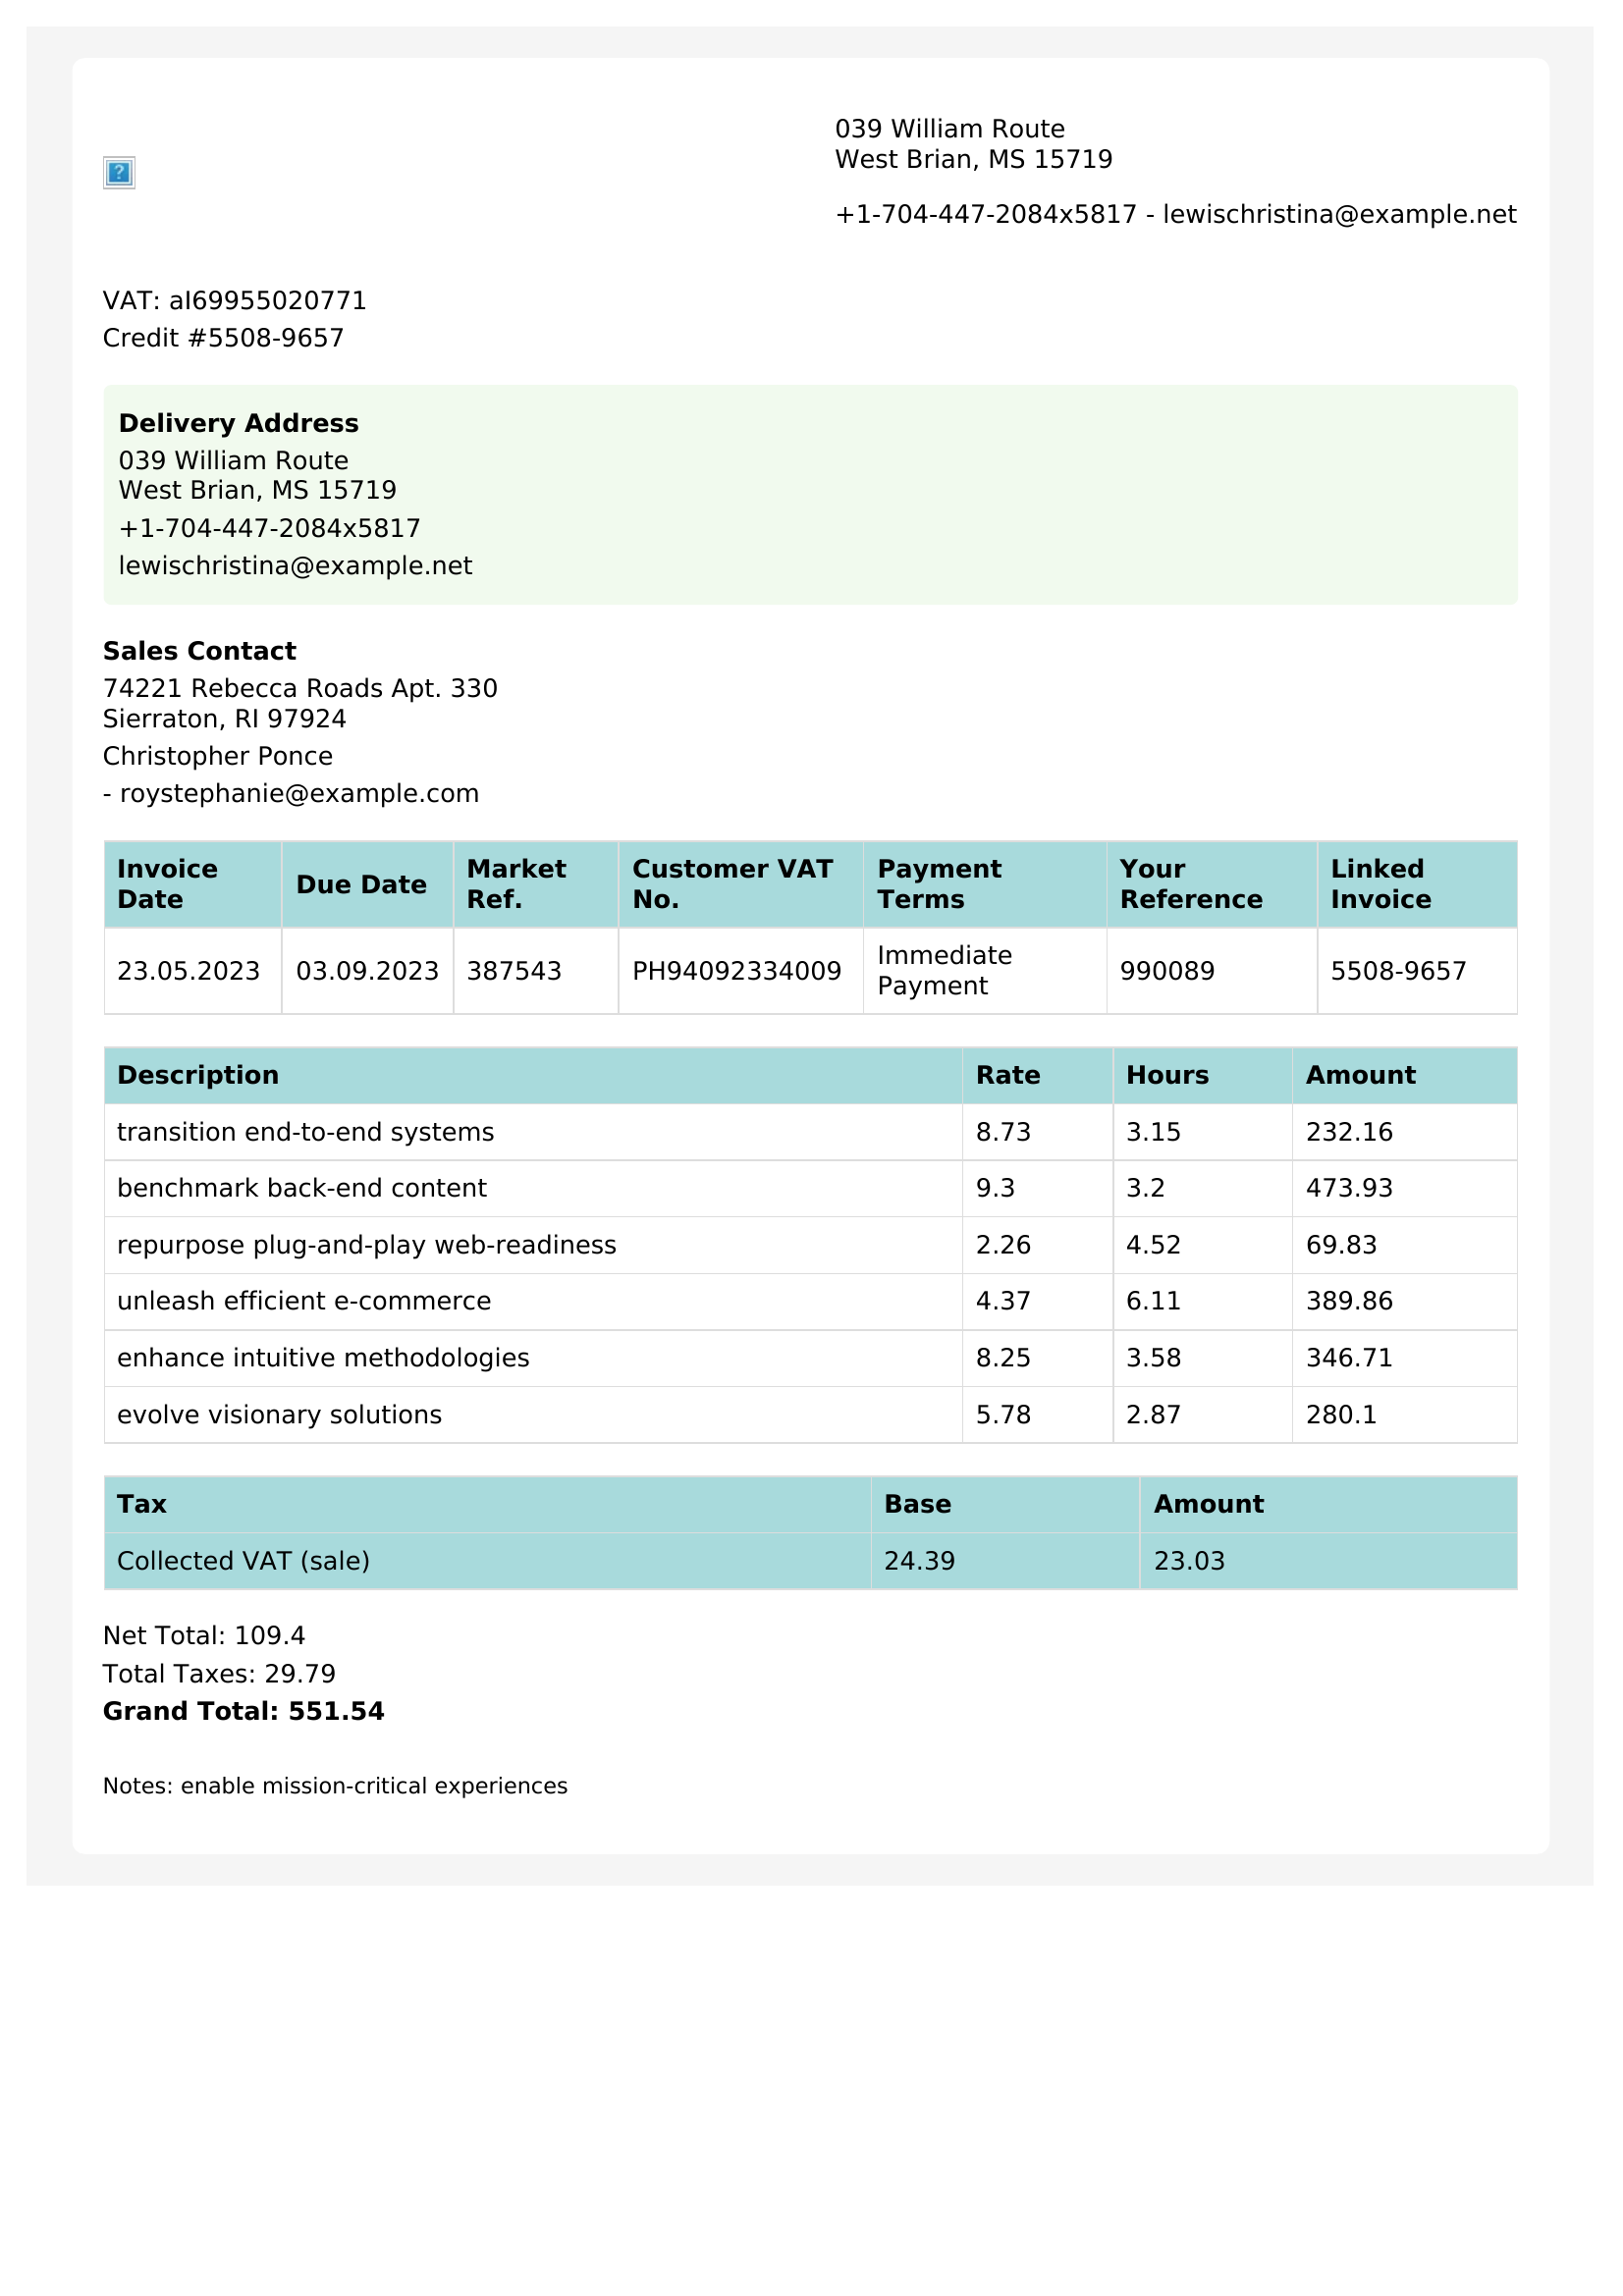 039 William Route
West Brian, MS 15719
+1-704-447-2084x5817 - lewischristina@example.net
VAT: aI69955020771
Credit #5508-9657
Delivery Address
039 William Route
West Brian, MS 15719
+1-704-447-2084x5817
lewischristina@example.net
Sales Contact
74221 Rebecca Roads Apt. 330
Sierraton, RI 97924
Christopher Ponce
- roystephanie@example.com
Invoice Date Due Date Market Ref. Customer VAT No. Payment Terms Your Reference Linked Invoice
23.05.2023 03.09.2023 387543 PH94092334009 Immediate Payment 990089 5508-9657
Description Rate Hours Amount
transition end-to-end systems 8.73 3.15 232.16
benchmark back-end content 9.3 3.2 473.93
repurpose plug-and-play web-readiness 2.26 4.52 69.83
unleash efficient e-commerce 4.37 6.11 389.86
enhance intuitive methodologies 8.25 3.58 346.71
evolve visionary solutions 5.78 2.87 280.1
Tax Base Amount
Collected VAT (sale) 24.39 23.03
Net Total: 109.4
Total Taxes: 29.79
Grand Total: 551.54
Notes: enable mission-critical experiences